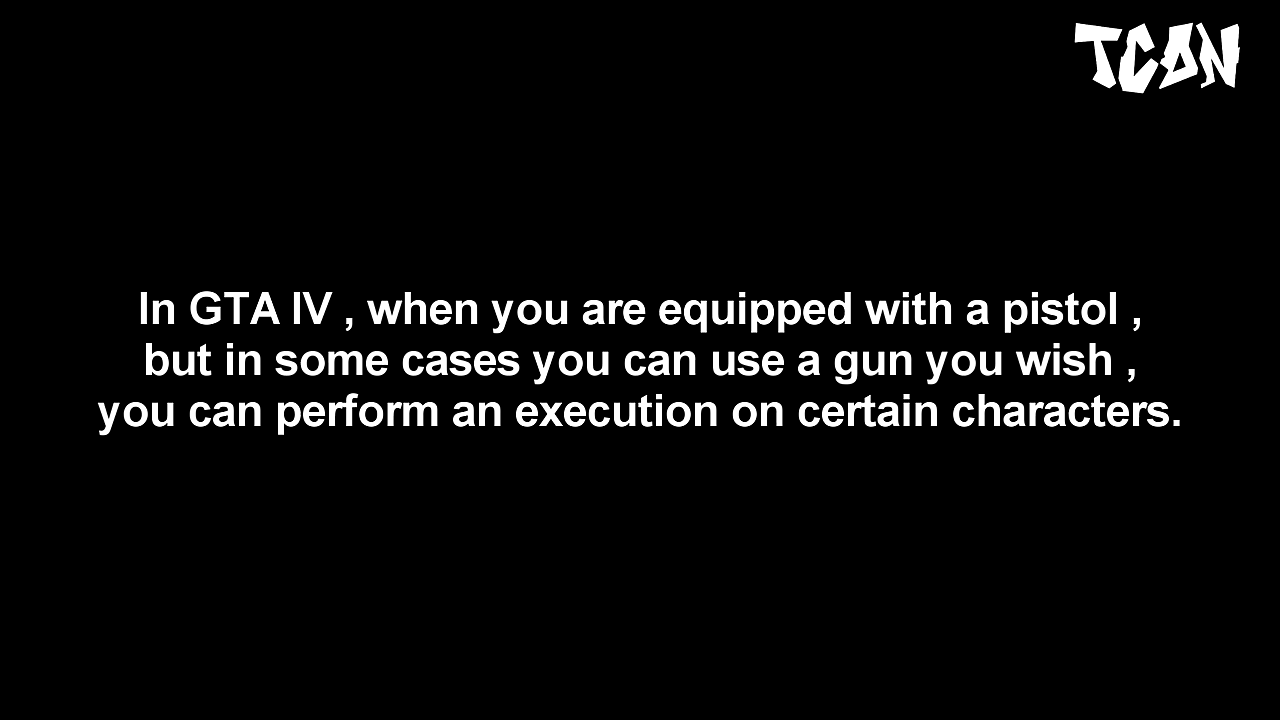 TCON
In GTA IV , when you are equipped with a pistol ,
but in some cases you can use a gun you wish ,
you can perform an execution on certain characters.